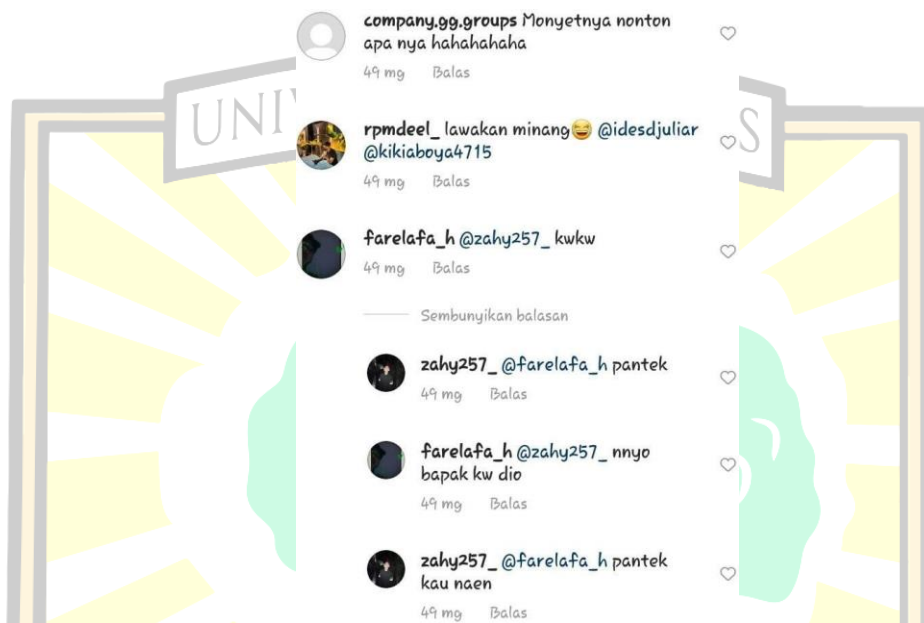 company.gg.groups Monyetnya nonton
apa nya hahahahaha
49 mg Balas
UNIV
S
rpmdeel_ lawakan minang😆 @idesdjuliar
@kikiaboya4715
49 mg Balas
farelafa_h @zahy257_ kwkw
49 mg Balas
Sembunyikan balasan
zahy257_ @farelafa_h pantek
49 mg Balas
farelafa_h @zahy257_ nnyo
bapak kw dio
49 mg Balas
zahy257_ @farelafa_h pantek
kau naen
49 mg Balas